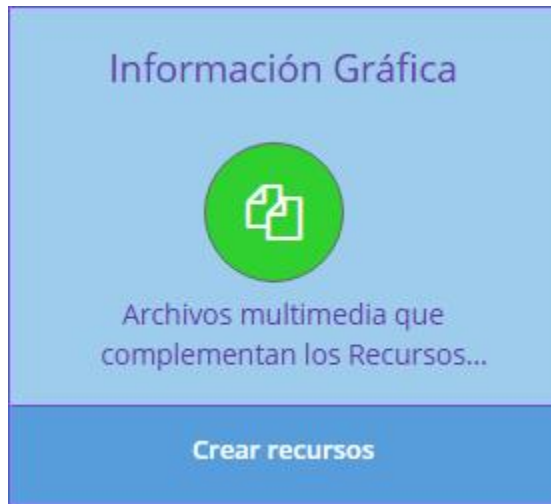 Información Gráfica
Archivos multimedia que
complementan los Recursos...
Crear recursos